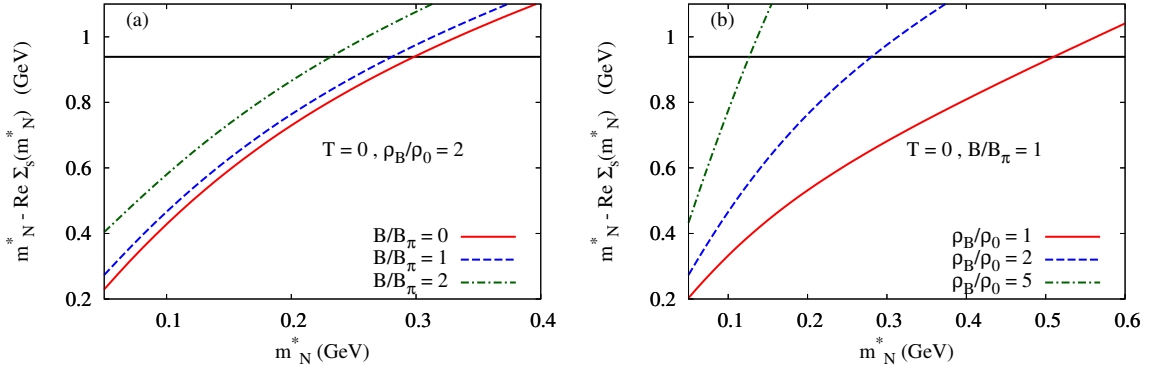 (a)
m*N - Re Σs(m*N) (GeV)
1
0.8
0.6
0.4
0.2
T = 0 , ρB/ρ0 = 2
B/Bπ = 0
B/Bπ = 1
B/Bπ = 2
0.1 0.2 0.3 0.4
m*N (GeV)
(b)
m*N - Re Σs(m*N) (GeV)
1
0.8
0.6
0.4
0.2
T = 0 , B/Bπ = 1
ρB/ρ0 = 1
ρB/ρ0 = 2
ρB/ρ0 = 5
0.1 0.2 0.3 0.4 0.5 0.6
m*N (GeV)